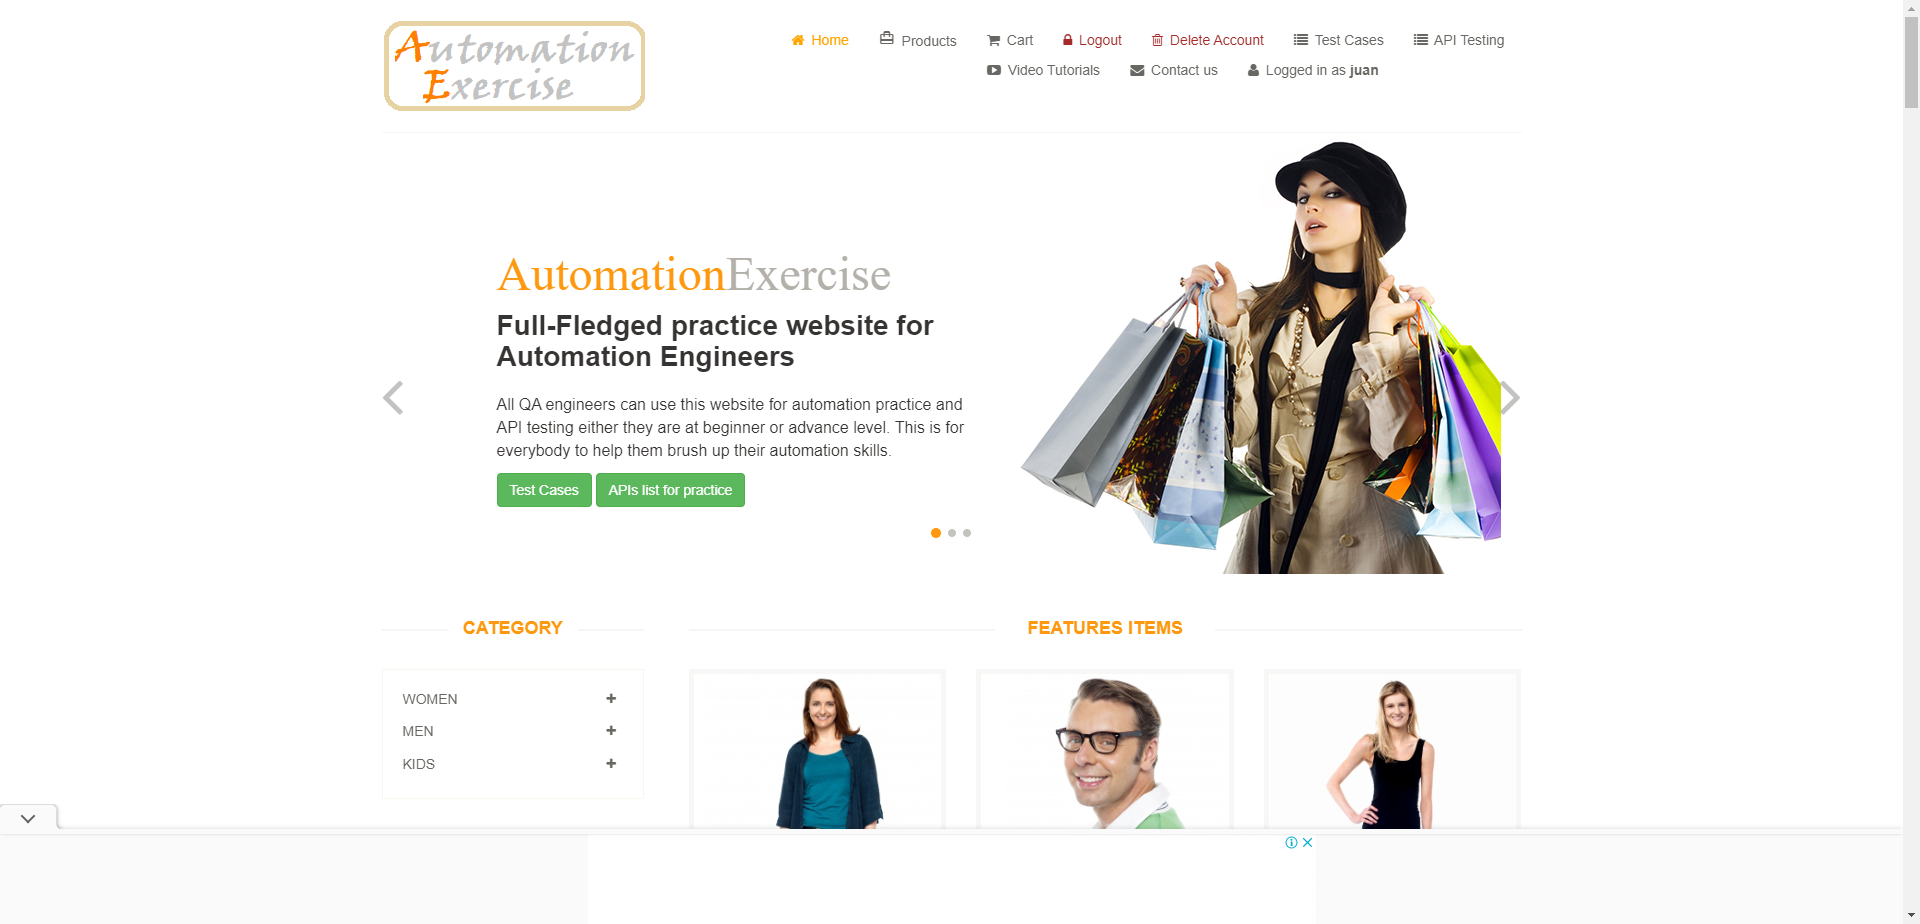 Automation
Exercise
Home
Products
Cart
Logout
Delete Account
Test Cases
API Testing
Video Tutorials
Contact us
Logged in as juan
AutomationExercise
Full-Fledged practice website for
Automation Engineers
All QA engineers can use this website for automation practice and
API testing either they are at beginner or advance level. This is for
everybody to help them brush up their automation skills.
Test Cases
APIs list for practice
CATEGORY
FEATURES ITEMS
WOMEN
MEN
KIDS